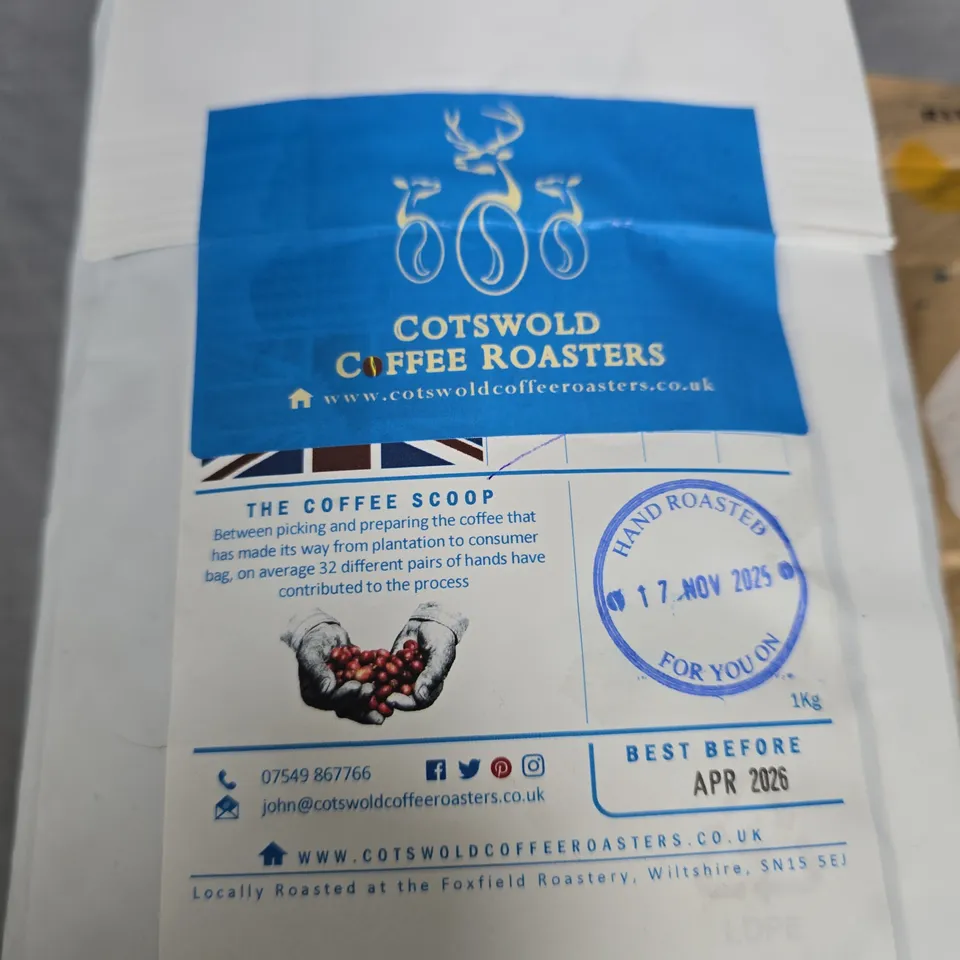 COTSWOLD
COFFEE ROASTERS
www.cotswoldcoffeeroasters.co.uk
THE COFFEE SCOOP
Between picking and preparing the coffee that
has made its way from plantation to consumer
bag, on average 32 different pairs of hands have
contributed to the process
HAND ROASTED
17 NOV 2025
FOR YOU ON
1Kg
BEST BEFORE
APR 2026
07549 867766
john@cotswoldcoffeeroasters.co.uk
WWW.COTSWOLDCOFFEEROASTERS.CO.UK
Locally Roasted at the Foxfield Roastery, Wiltshire, SN15 5EJ
LDPE